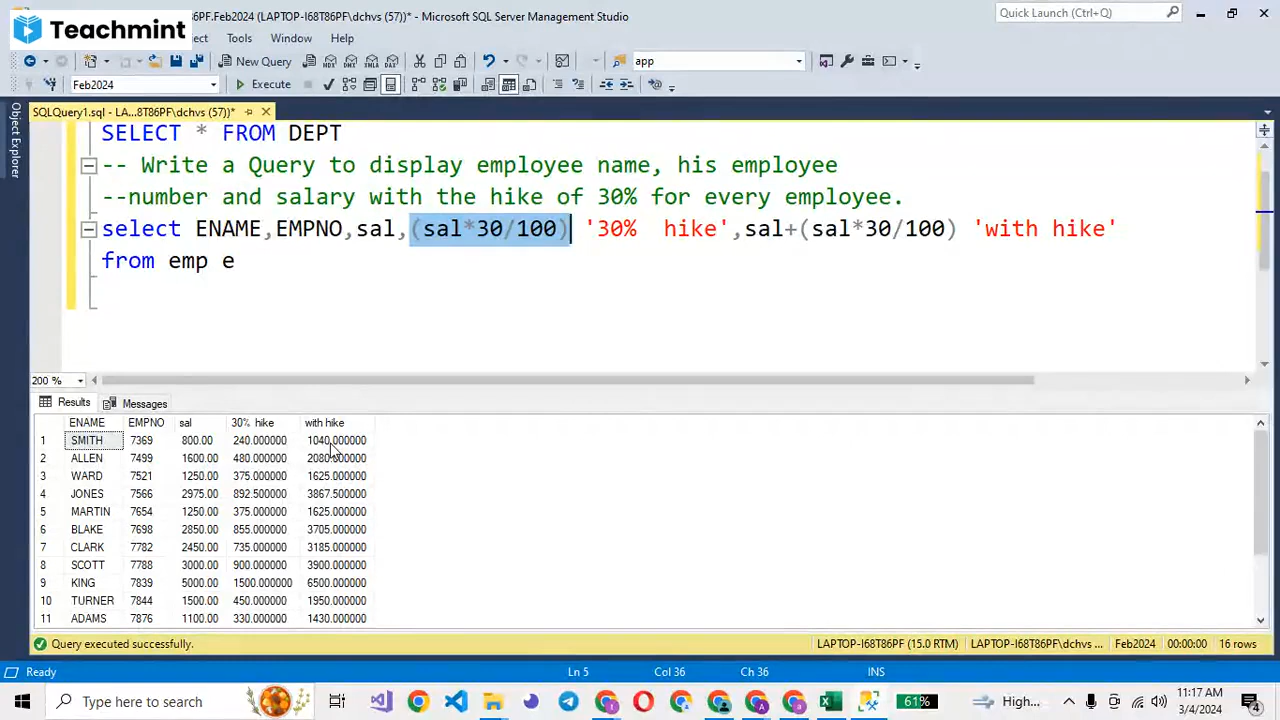 Teachmint
PF.Feb2024 (LAPTOP-I68T86PF\dchvs (57))* - Microsoft SQL Server Management Studio
Quick Launch (Ctrl+Q)
Tools Window Help
New Query
app
Feb2024
Execute
SQLQuery1.sql - LA...8T86PF\dchvs (57))*
Object Explorer
SELECT * FROM DEPT
-- Write a Query to display employee name, his employee
--number and salary with the hike of 30% for every employee.
select ENAME,EMPNO,sal,(sal*30/100) '30%  hike',sal+(sal*30/100) 'with hike'
from emp e
200 %
Results Messages
ENAME EMPNO sal 30% hike with hike
1 SMITH 7369 800.00 240.000000 1040.000000
2 ALLEN 7499 1600.00 480.000000 2080.000000
3 WARD 7521 1250.00 375.000000 1625.000000
4 JONES 7566 2975.00 892.500000 3867.500000
5 MARTIN 7654 1250.00 375.000000 1625.000000
6 BLAKE 7698 2850.00 855.000000 3705.000000
7 CLARK 7782 2450.00 735.000000 3185.000000
8 SCOTT 7788 3000.00 900.000000 3900.000000
9 KING 7839 5000.00 1500.000000 6500.000000
10 TURNER 7844 1500.00 450.000000 1950.000000
11 ADAMS 7876 1100.00 330.000000 1430.000000
Query executed successfully.
LAPTOP-I68T86PF (15.0 RTM) LAPTOP-I68T86PF\dchvs ... Feb2024 00:00:00 16 rows
Ready
Ln 5 Col 36 Ch 36 INS
Type here to search
61%
High...
11:17 AM
3/4/2024
4